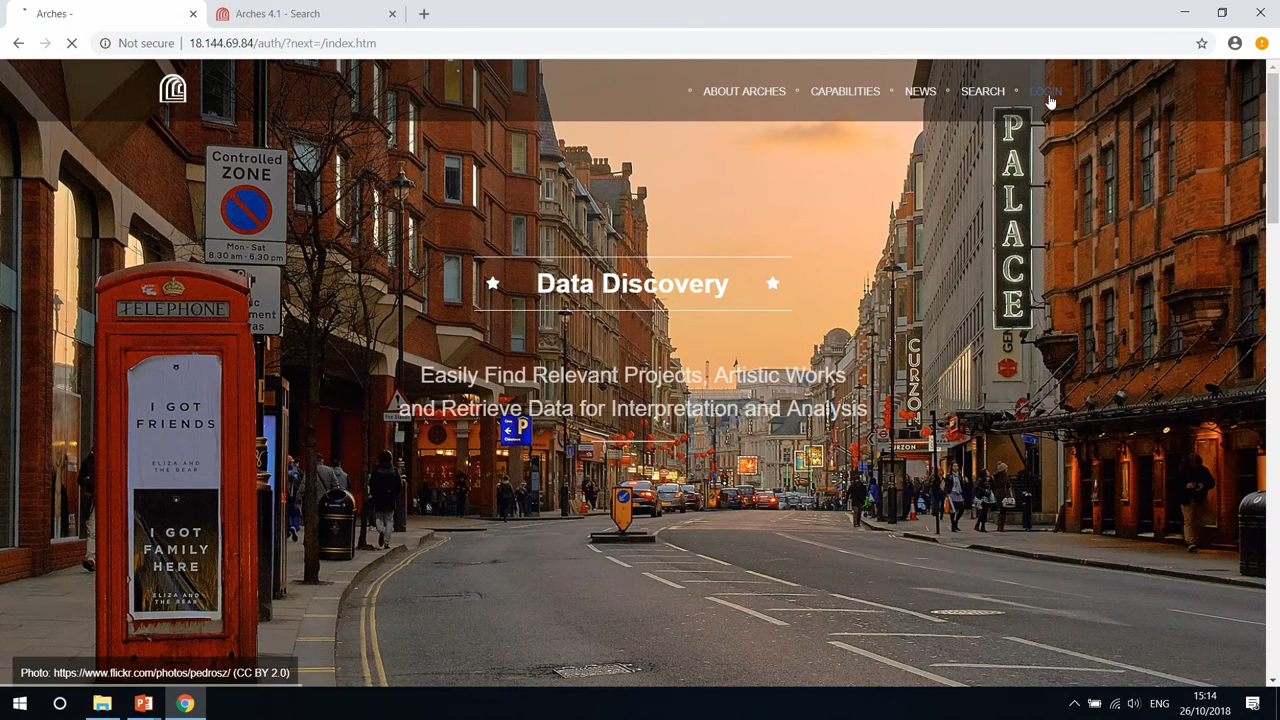 Arches -
Arches 4.1 - Search
Not secure
18.144.69.84/auth/?next=/index.htm
ABOUT ARCHES
CAPABILITIES
NEWS
SEARCH
LOGIN
Controlled
ZONE
Mon - Sat
8.30 am - 6.30 pm
TELEPHONE
I GOT
FRIENDS
ELIZA AND
THE BEAR
I GOT
FAMILY
HERE
ELIZA AND
THE BEAR
PALACE
CURZON
CURZON
P
Data Discovery
Easily Find Relevant Projects, Artistic Works
and Retrieve Data for Interpretation and Analysis
Photo: https://www.flickr.com/photos/pedrosz/ (CC BY 2.0)
ENG
15:14
26/10/2018